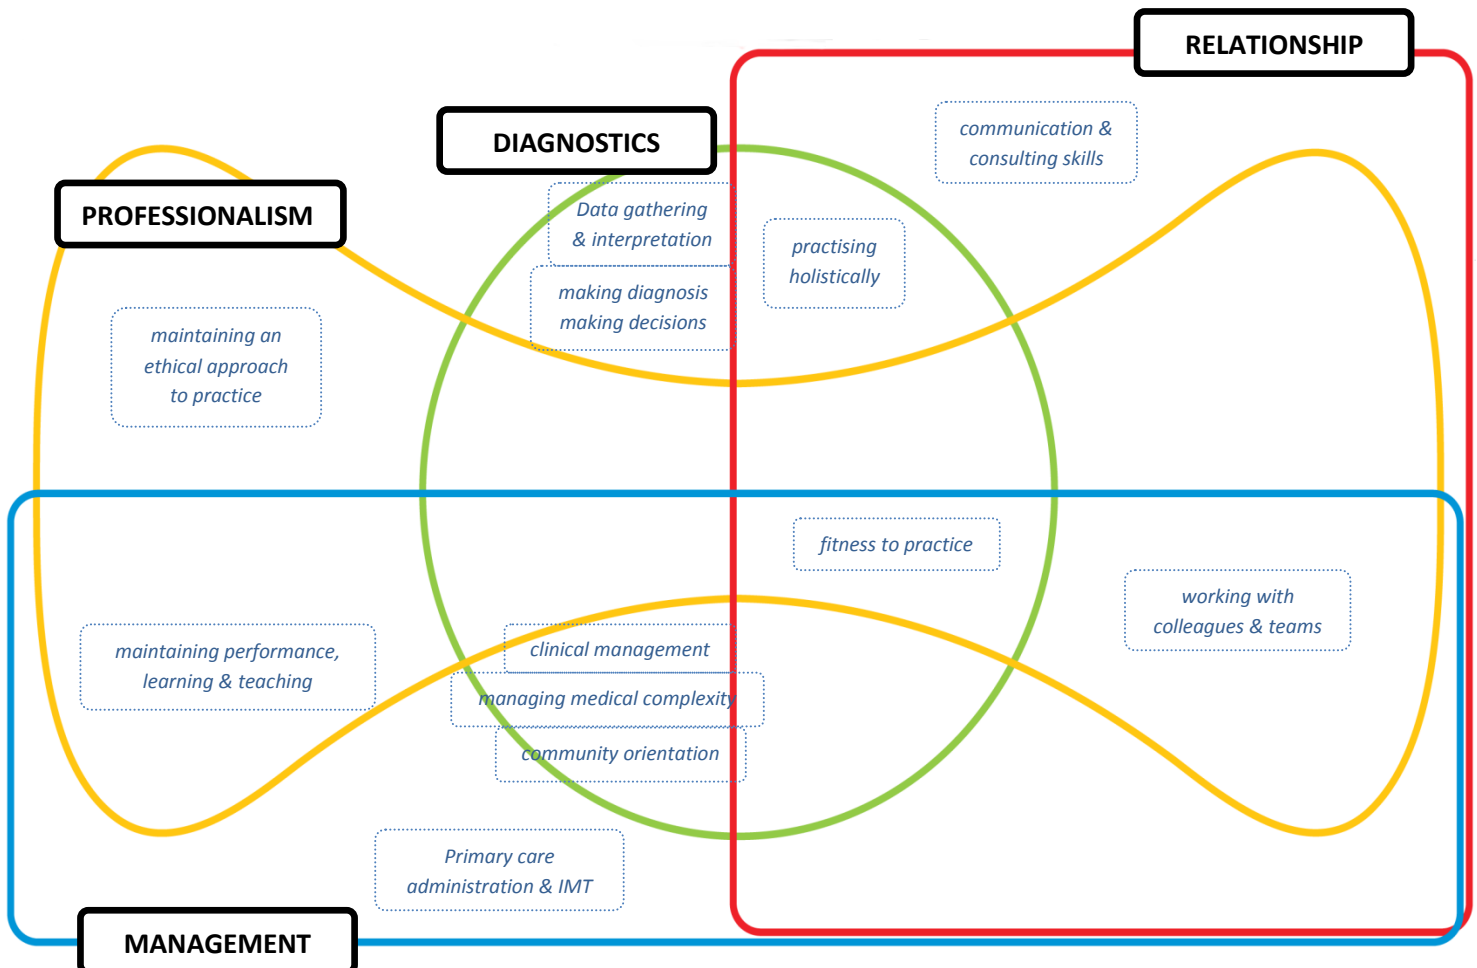 RELATIONSHIP
communication &
consulting skills
DIAGNOSTICS
PROFESSIONALISM
Data gathering
& interpretation
practising
holistically
making diagnosis
making decisions
maintaining an
ethical approach
to practice
fitness to practice
working with
colleagues & teams
maintaining performance,
learning & teaching
clinical management
managing medical complexity
community orientation
Primary care
administration & IMT
MANAGEMENT